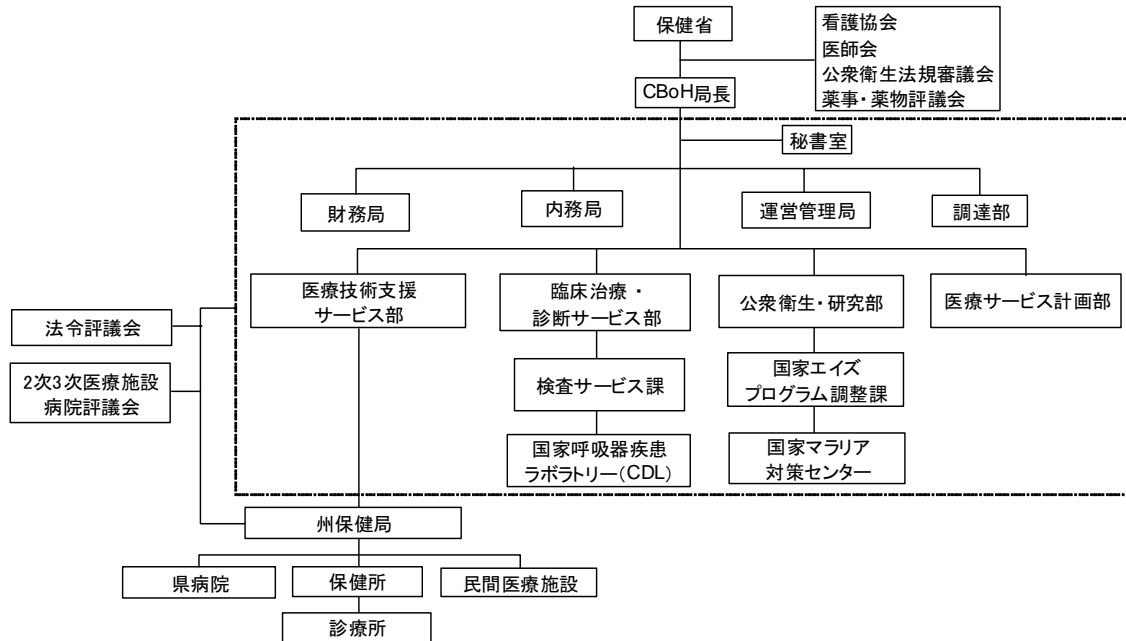 保健省
看護協会
医師会
公衆衛生法規審議会
薬事・薬物評議会
CBoH局長
秘書室
財務局
内務局
運営管理局
調達部
医療技術支援
サービス部
臨床治療・
診断サービス部
公衆衛生・研究部
医療サービス計画部
法令評議会
2次3次医療施設
病院評議会
検査サービス課
国家エイズ
プログラム調整課
国家呼吸器疾患
ラボラトリー(CDL)
国家マラリア
対策センター
州保健局
県病院
保健所
民間医療施設
診療所